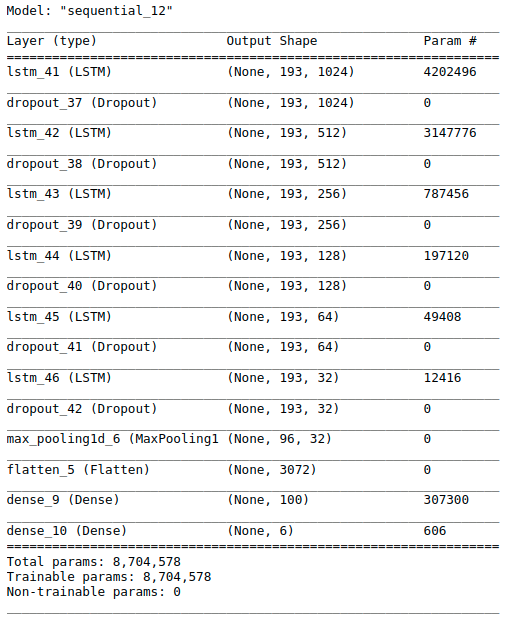 Model: "sequential_12"
Layer (type) Output Shape Param #
lstm_41 (LSTM) (None, 193, 1024) 4202496
dropout_37 (Dropout) (None, 193, 1024) 0
lstm_42 (LSTM) (None, 193, 512) 3147776
dropout_38 (Dropout) (None, 193, 512) 0
lstm_43 (LSTM) (None, 193, 256) 787456
dropout_39 (Dropout) (None, 193, 256) 0
lstm_44 (LSTM) (None, 193, 128) 197120
dropout_40 (Dropout) (None, 193, 128) 0
lstm_45 (LSTM) (None, 193, 64) 49408
dropout_41 (Dropout) (None, 193, 64) 0
lstm_46 (LSTM) (None, 193, 32) 12416
dropout_42 (Dropout) (None, 193, 32) 0
max_pooling1d_6 (MaxPooling1 (None, 96, 32) 0
flatten_5 (Flatten) (None, 3072) 0
dense_9 (Dense) (None, 100) 307300
dense_10 (Dense) (None, 6) 606
Total params: 8,704,578
Trainable params: 8,704,578
Non-trainable params: 0